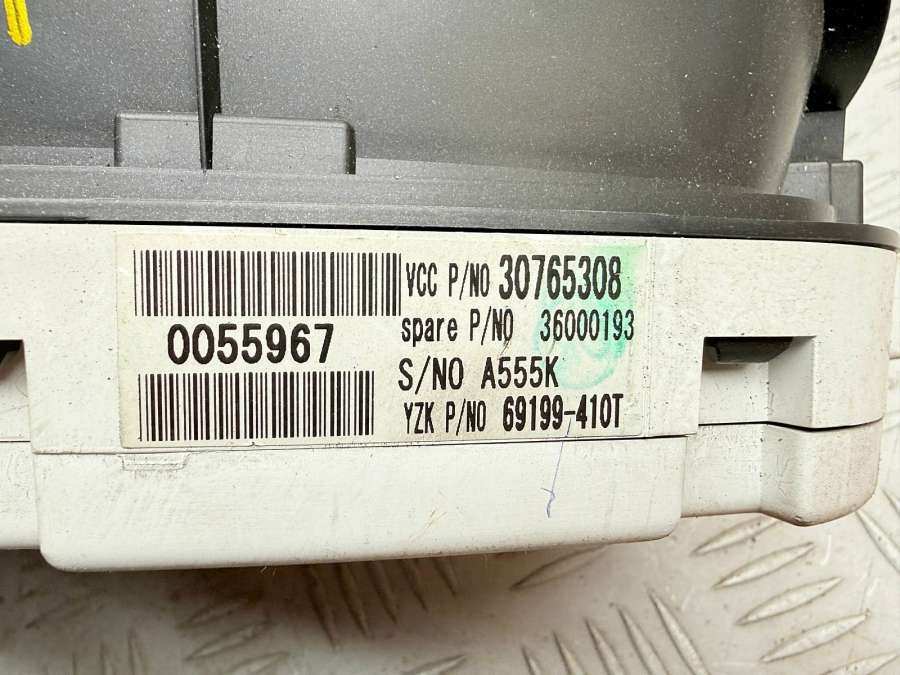 VCC P/NO 30765308
0055967
spare P/NO 36000193
S/NO A555K
YZK P/NO 69199-410T